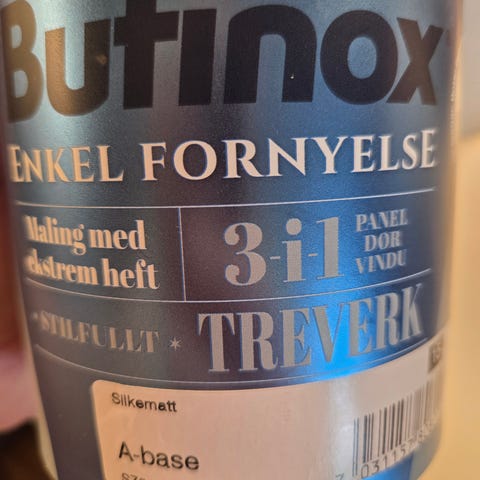 Butinox
ENKEL FORNYELSE
Maling med
ekstrem heft
3-i-1
PANEL
DØR
VINDU
STILFULLT * TREVERK
Silkematt
A-base